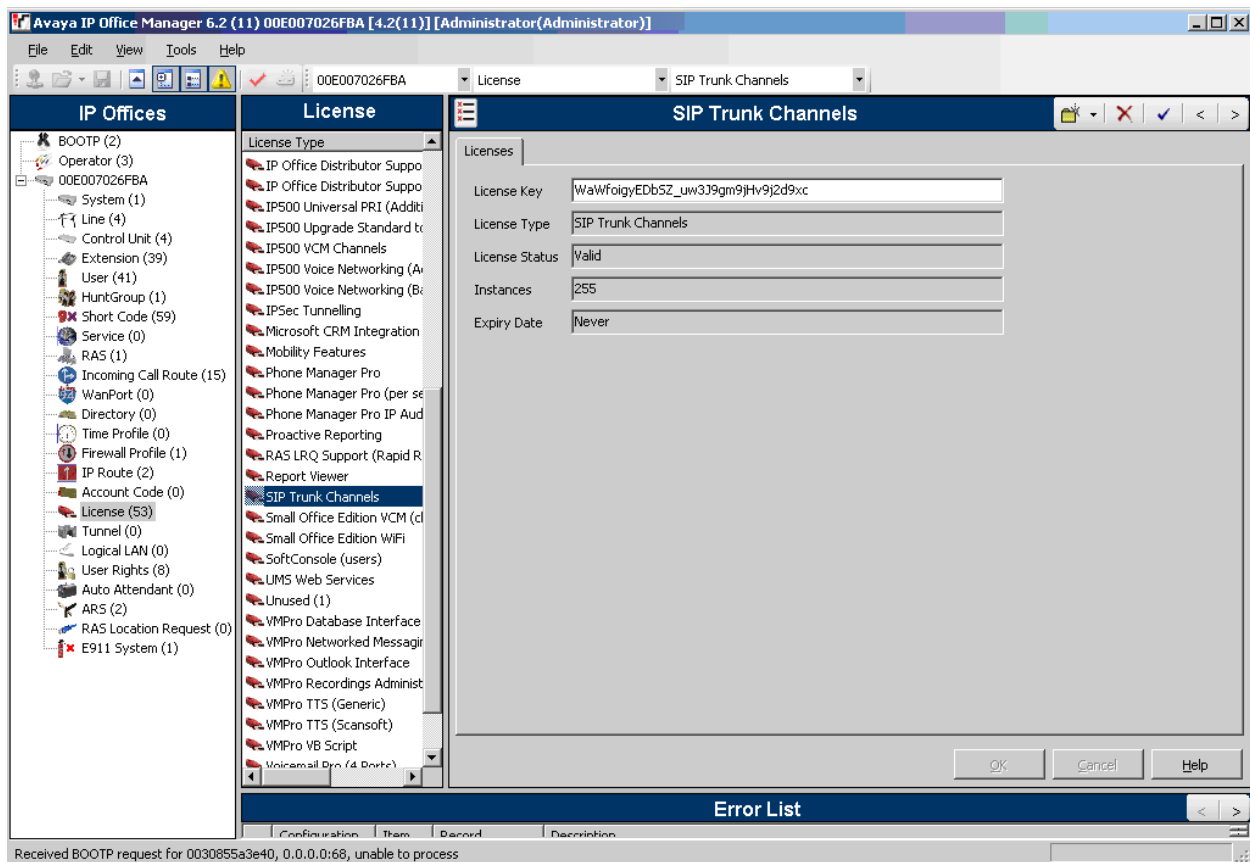 Avaya IP Office Manager 6.2 (11) 00E007026FBA [4.2(11)] [Administrator(Administrator)]
File Edit View Tools Help
00E007026FBA License SIP Trunk Channels
IP Offices
BOOTP (2)
Operator (3)
00E007026FBA
System (1)
Line (4)
Control Unit (4)
Extension (39)
User (41)
HuntGroup (1)
Short Code (59)
Service (0)
RAS (1)
Incoming Call Route (15)
WanPort (0)
Directory (0)
Time Profile (0)
Firewall Profile (1)
IP Route (2)
Account Code (0)
License (53)
Tunnel (0)
Logical LAN (0)
User Rights (8)
Auto Attendant (0)
ARS (2)
RAS Location Request (0)
E911 System (1)
License
License Type
IP Office Distributor Suppo
IP Office Distributor Suppo
IP500 Universal PRI (Additi
IP500 Upgrade Standard to
IP500 VCM Channels
IP500 Voice Networking (A
IP500 Voice Networking (Ba
IPSec Tunnelling
Microsoft CRM Integration
Mobility Features
Phone Manager Pro
Phone Manager Pro (per se
Phone Manager Pro IP Aud
Proactive Reporting
RAS LRQ Support (Rapid R
Report Viewer
SIP Trunk Channels
Small Office Edition VCM (cl
Small Office Edition WiFi
SoftConsole (users)
UMS Web Services
Unused (1)
VMPro Database Interface
VMPro Networked Messagin
VMPro Outlook Interface
VMPro Recordings Administ
VMPro TTS (Generic)
VMPro TTS (Scansoft)
VMPro VB Script
Voicemail Pro (4 Ports)
SIP Trunk Channels
Licenses
License Key WaWfoigyEDbSZ_uw3J9gm9jHv9j2d9xc
License Type SIP Trunk Channels
License Status Valid
Instances 255
Expiry Date Never
OK Cancel Help
Error List
Configuration Item Record Description
Received BOOTP request for 0030855a3e40, 0.0.0.0:68, unable to process